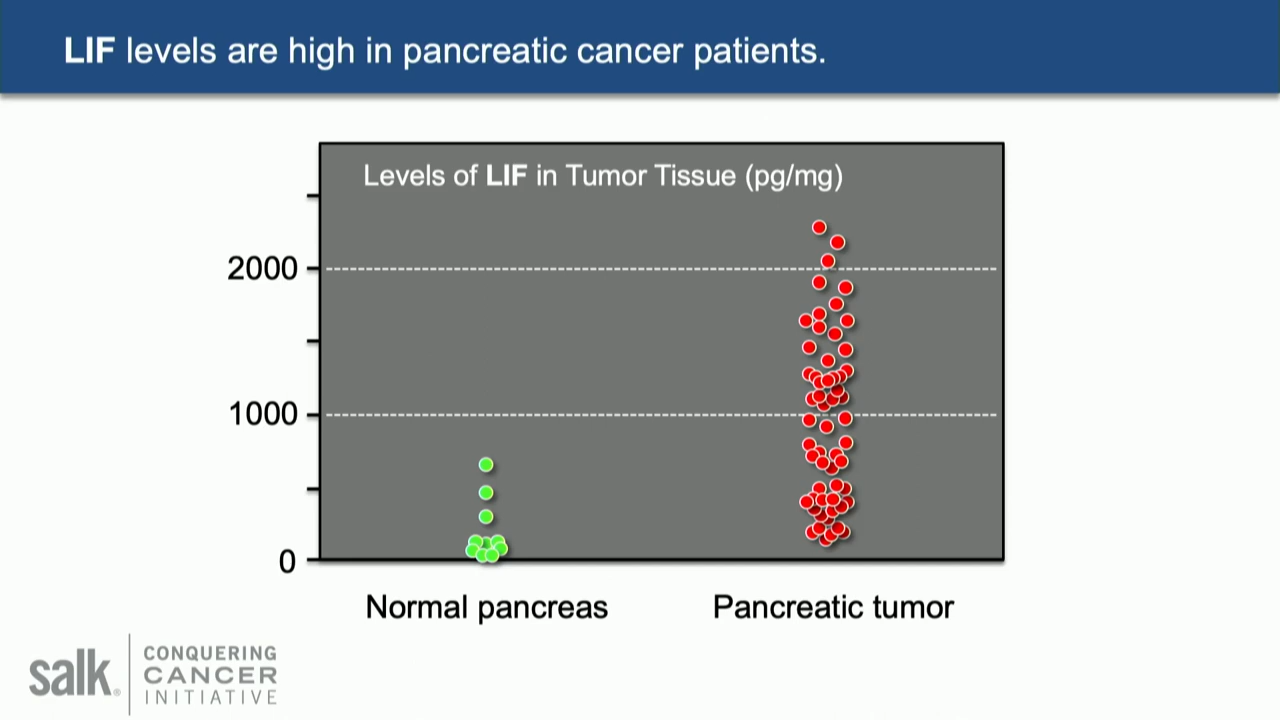 LIF levels are high in pancreatic cancer patients.
Levels of LIF in Tumor Tissue (pg/mg)
2000
1000
0
Normal pancreas
Pancreatic tumor
salk®
CONQUERING
CANCER
INITIATIVE